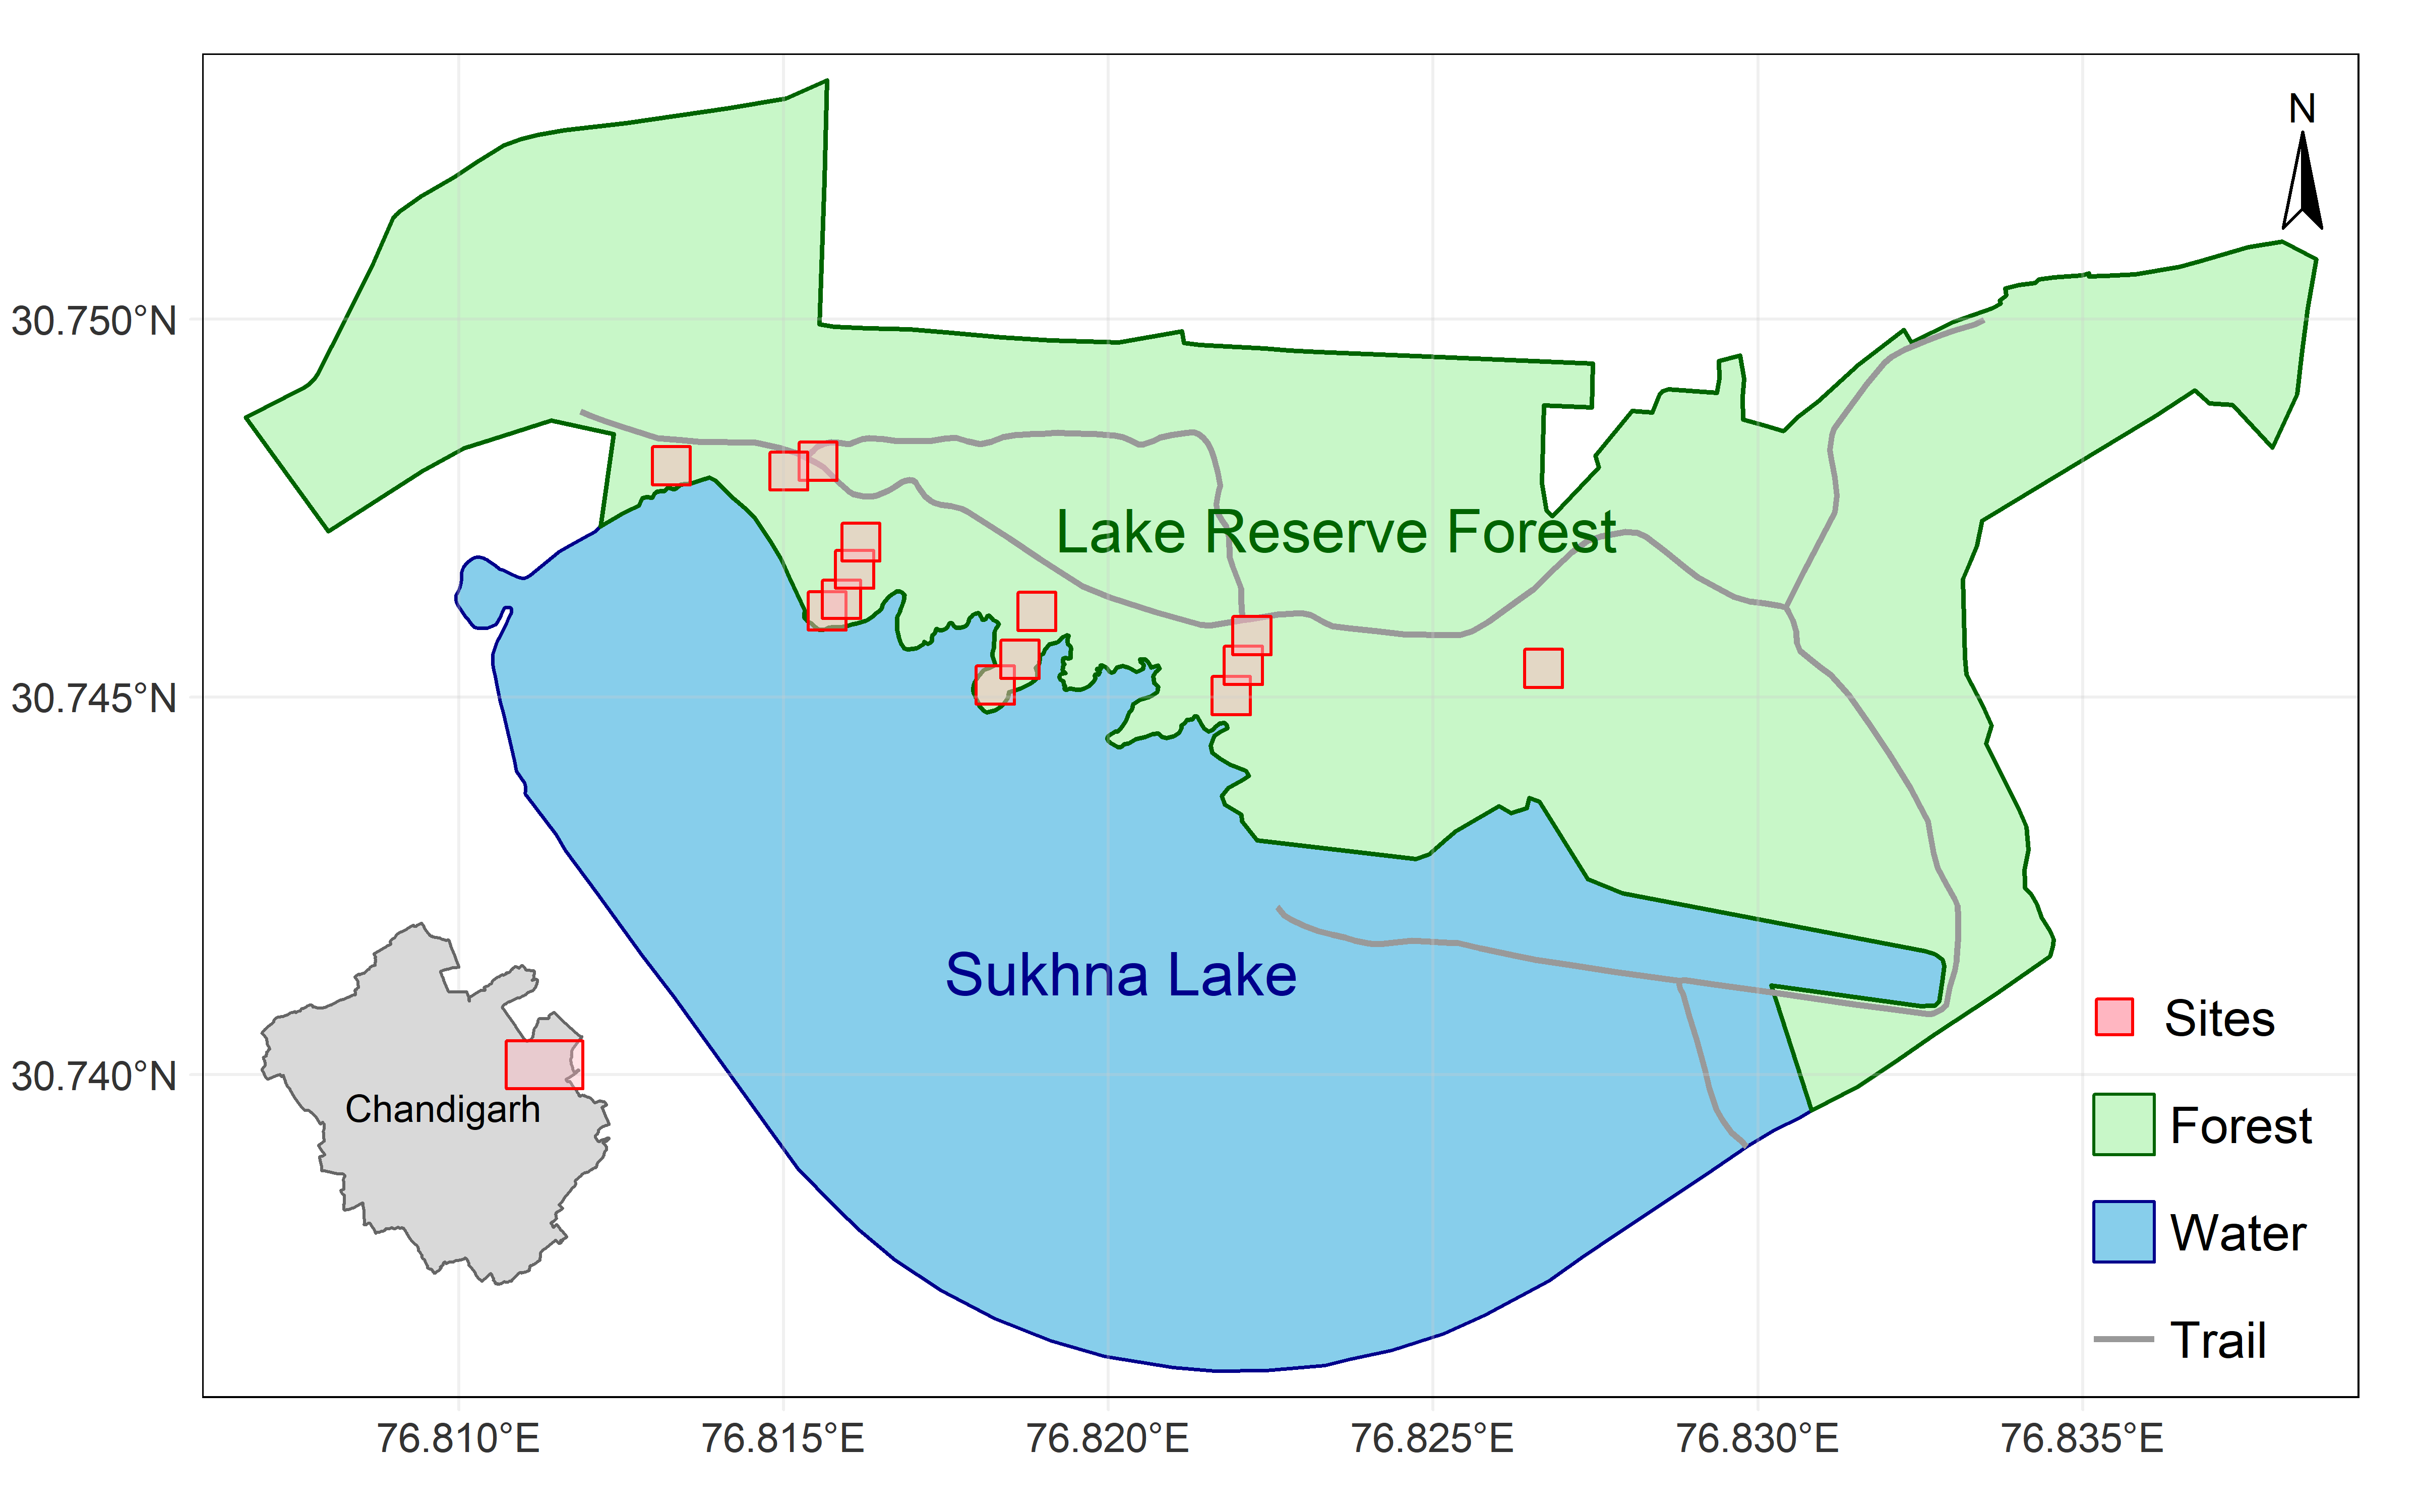 N
30.750°N
Lake Reserve Forest
30.745°N
Sukhna Lake
Sites
30.740°N
Chandigarh
Forest
Water
Trail
76.810°E
76.815°E
76.820°E
76.825°E
76.830°E
76.835°E